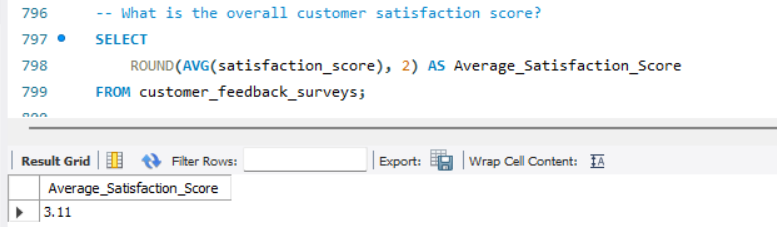 796 -- What is the overall customer satisfaction score?
797 SELECT
798 ROUND(AVG(satisfaction_score), 2) AS Average_Satisfaction_Score
799 FROM customer_feedback_surveys;
Result Grid Filter Rows: Export: Wrap Cell Content: IA
Average_Satisfaction_Score
3.11